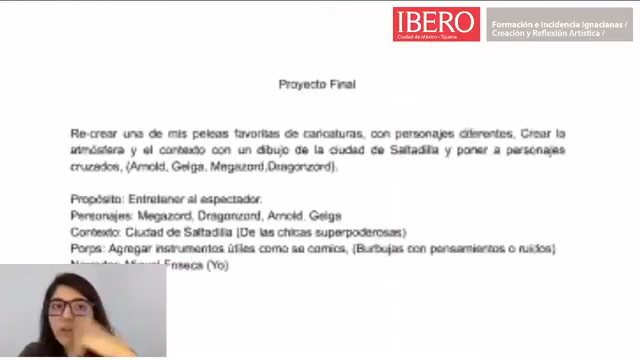 IBERO
Ciudad de México · Tijuana
Formación e Incidencia ignacianas /
Creación y Reflexión Artística /
Proyecto Final
Re-crear una de mis peleas favoritas de caricaturas, con personajes diferentes, Crear la
atmósfera y el contexto con un dibujo de la ciudad de Saltadilla y poner a personajes
cruzados, (Arnold, Gelga, Megazord,Dragonzord).
Propósito: Entretener al espectador.
Personajes: Megazord, Dragonzord, Arnold, Gelga
Contexto: Ciudad de Saltadilla (De las chicas superpoderosas)
Porps: Agregar instrumentos útiles como se comics, (Burbujas con pensamientos o ruidos)
(Yo)